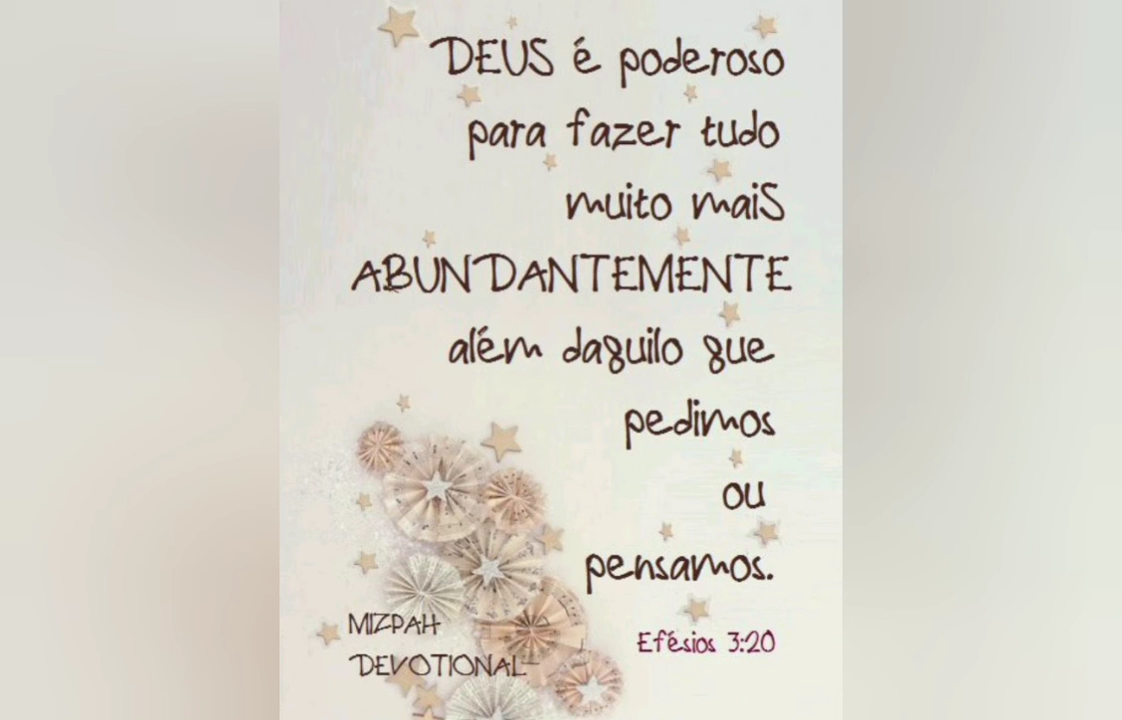 DEUS é poderoso
para fazer tudo
muito maiS
ABUNDANTEMENTE
além daquilo que
pedimos
ou
pensamos.
Efésios 3:20
MIZPAH
DEVOTIONAL